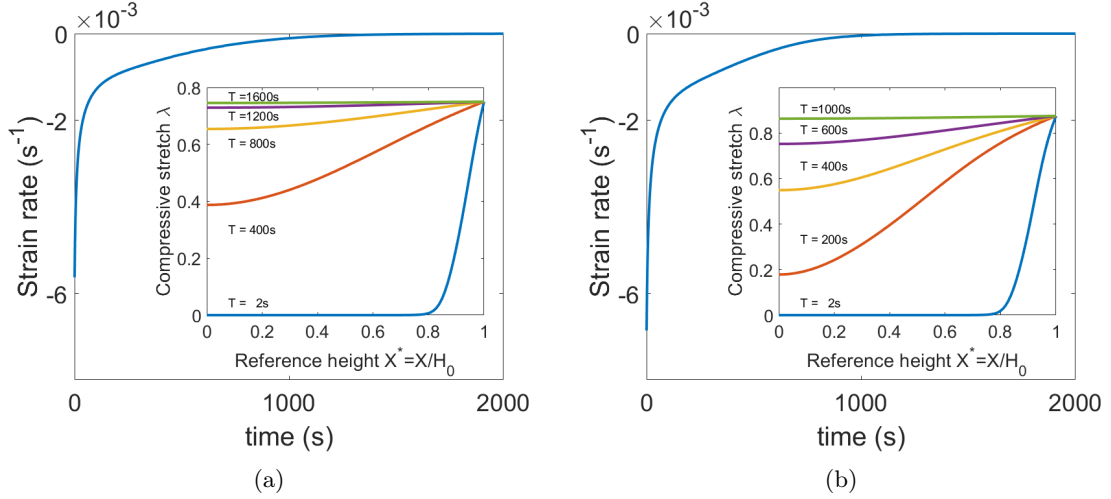 ×10⁻³
0
-2
-6
Strain rate (s⁻¹)
0
1000
2000
time (s)
0.8
0.6
0.4
0.2
0
Compressive stretch λ
T =1600s
T =1200s
T = 800s
T = 400s
T = 2s
0 0.2 0.4 0.6 0.8 1
Reference height X*=X/H₀
(a)
×10⁻³
0
-2
-6
Strain rate (s⁻¹)
0
1000
2000
time (s)
0.8
0.6
0.4
0.2
0
Compressive stretch λ
T =1000s
T = 600s
T = 400s
T = 200s
T = 2s
0 0.2 0.4 0.6 0.8 1
Reference height X*=X/H₀
(b)